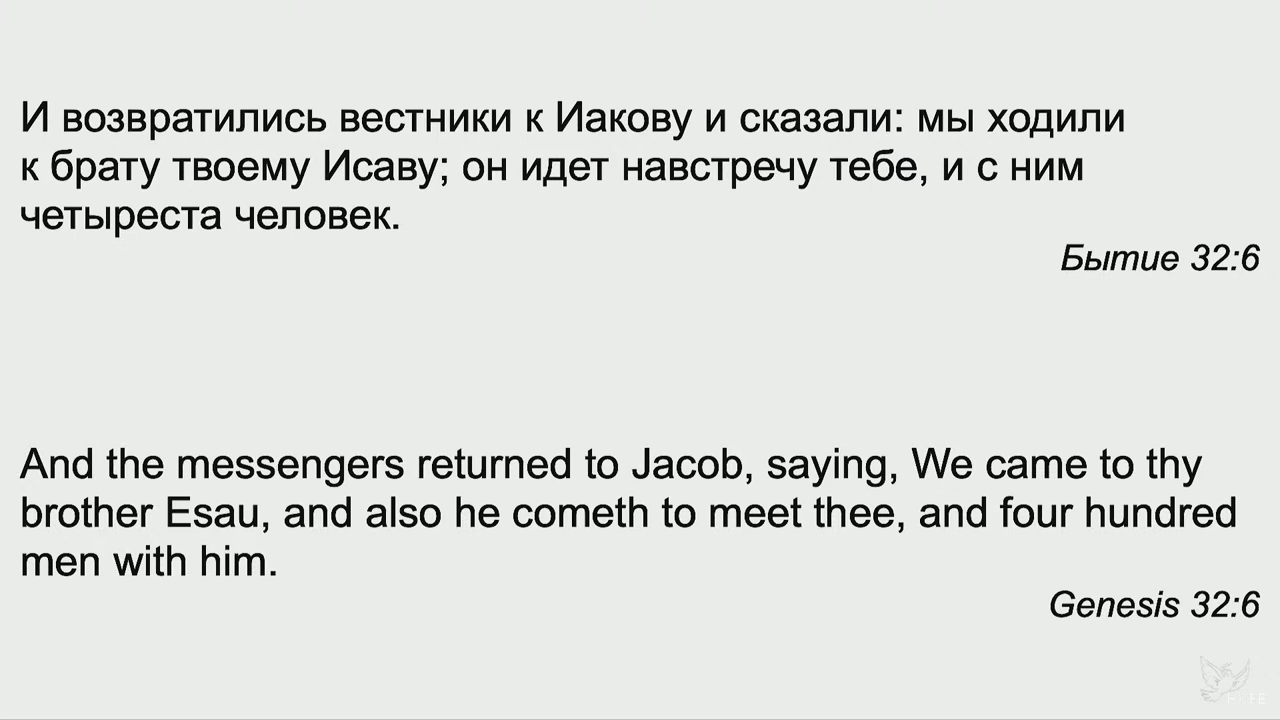 И возвратились вестники к Иакову и сказали: мы ходили
к брату твоему Исаву; он идет навстречу тебе, и с ним
четыреста человек.
Бытие 32:6
And the messengers returned to Jacob, saying, We came to thy
brother Esau, and also he cometh to meet thee, and four hundred
men with him.
Genesis 32:6